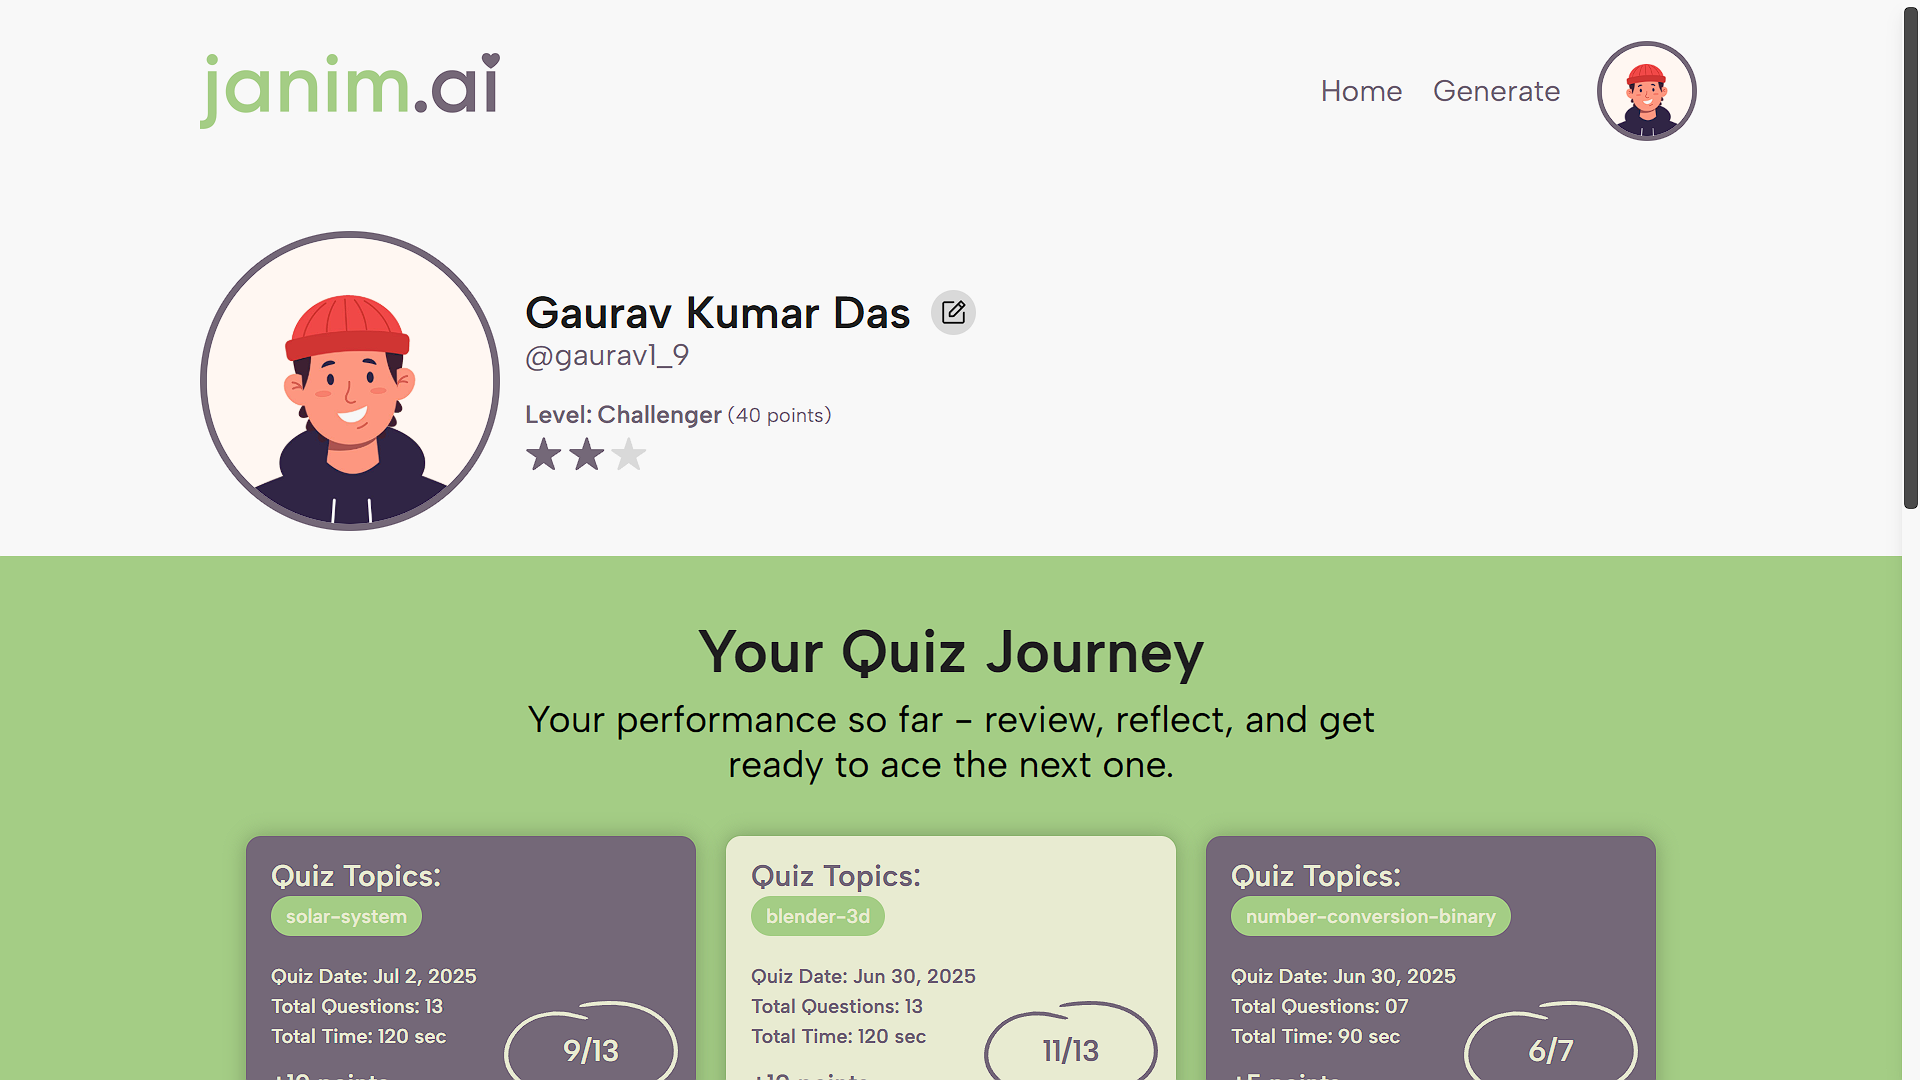 janim.ai
Home Generate
Gaurav Kumar Das
@gaurav1_9
Level: Challenger (40 points)
Your Quiz Journey
Your performance so far - review, reflect, and get
ready to ace the next one.
Quiz Topics:
solar-system
Quiz Date: Jul 2, 2025
Total Questions: 13
Total Time: 120 sec
9/13
Quiz Topics:
blender-3d
Quiz Date: Jun 30, 2025
Total Questions: 13
Total Time: 120 sec
11/13
Quiz Topics:
number-conversion-binary
Quiz Date: Jun 30, 2025
Total Questions: 07
Total Time: 90 sec
6/7